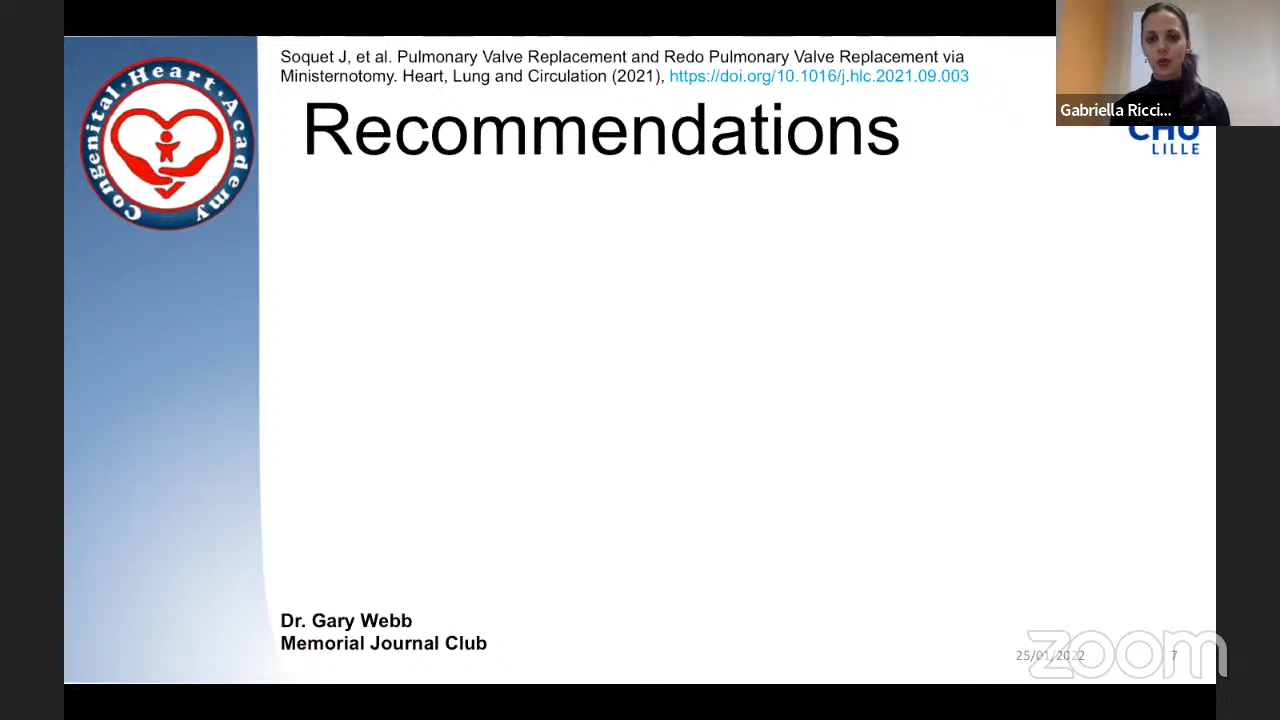 Soquet J, et al. Pulmonary Valve Replacement and Redo Pulmonary Valve Replacement via
Ministernotomy. Heart, Lung and Circulation (2021), https://doi.org/10.1016/j.hlc.2021.09.003
Congenital·Heart·Academy
Recommendations
Gabriella Ricci...
CHU
LILLE
Dr. Gary Webb
Memorial Journal Club
25/01/2022
7
zoom